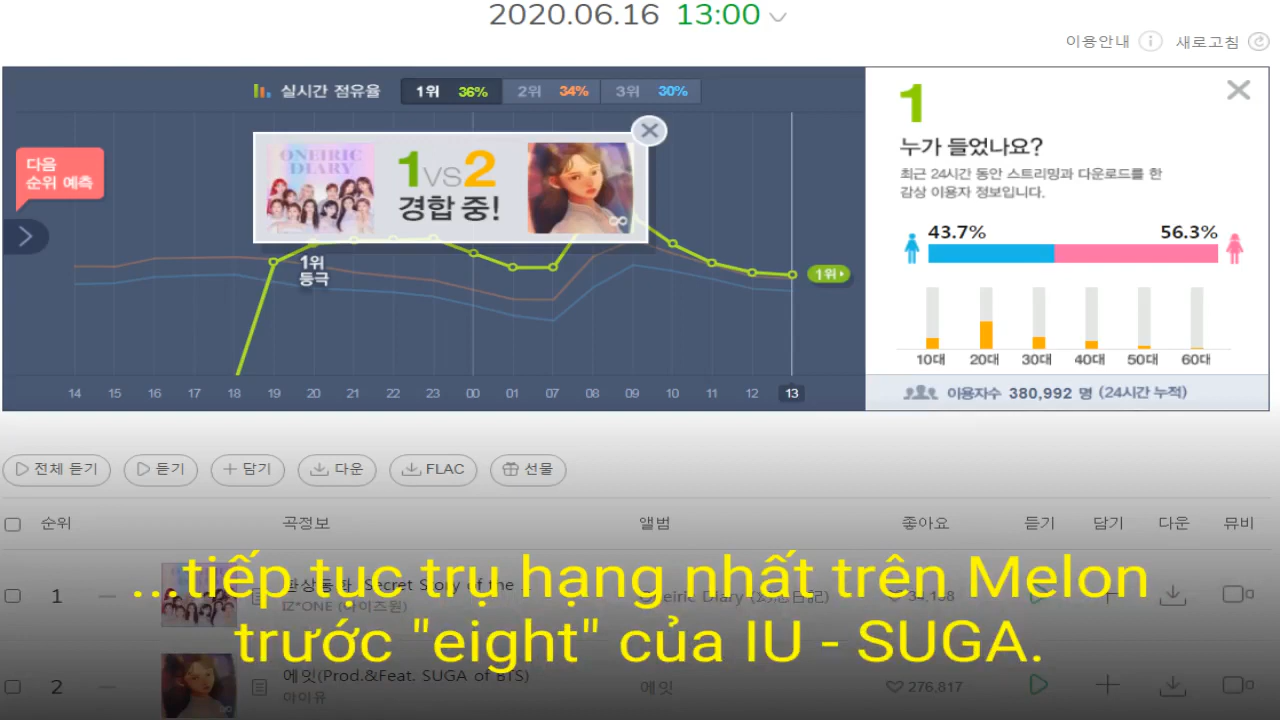 2020.06.16 13:00
이용안내 새로고침
실시간 점유율 1위 36% 2위 34% 3위 30%
다음
순위 예측
ONEIRIC
DIARY
1VS2
경합 중!
1위
등극
1위
14 15 16 17 18 19 20 21 22 23 00 01 07 08 09 10 11 12 13
1
누가 들었나요?
최근 24시간 동안 스트리밍과 다운로드를 한
감상 이용자 정보입니다.
43.7% 56.3%
10대 20대 30대 40대 50대 60대
이용자수 380,992 명 (24시간 누적)
전체 듣기 듣기 담기 다운 FLAC 선물
순위 곡정보 앨범 좋아요 듣기 담기 다운 뮤비
... tiếp tục trụ hạng nhất trên Melon
trước "eight" của IU - SUGA.
1 환상동화 (Secret Story of the ...
IZ*ONE (아이즈원) Oneiric Diary
2 에잇(Prod.&Feat. SUGA of BTS)
아이유 에잇 276,817